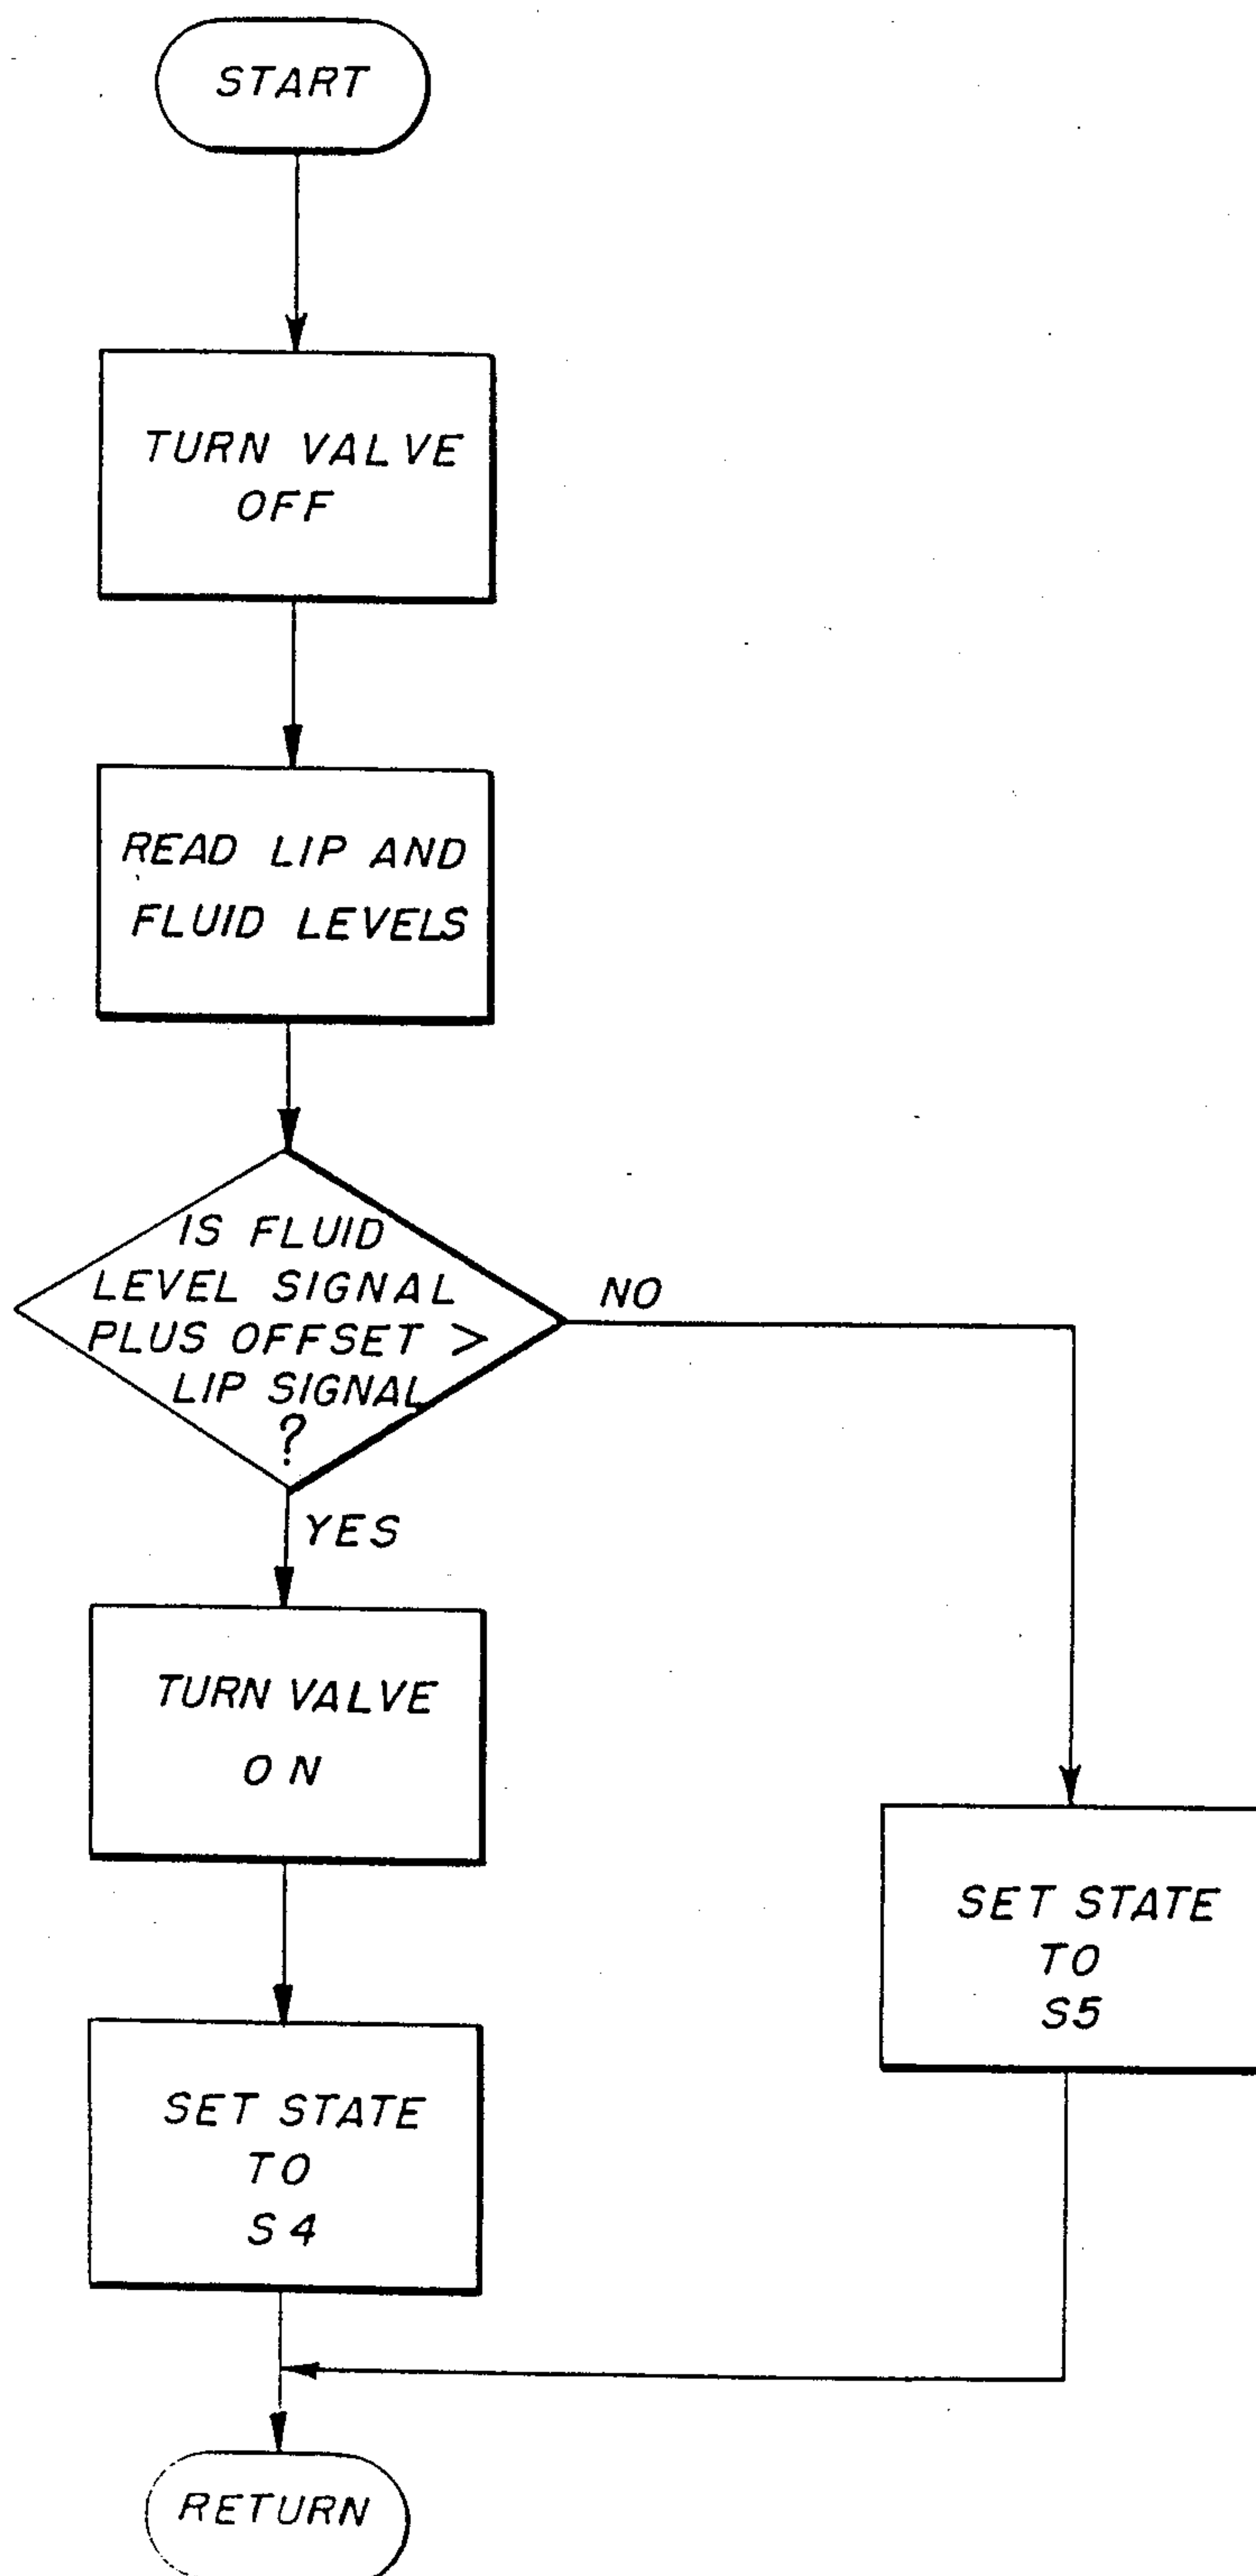 START
TURN VALVE
OFF
READ LIP AND
FLUID LEVELS
IS FLUID
LEVEL SIGNAL
PLUS OFFSET >
LIP SIGNAL
?
NO
YES
TURN VALVE
ON
SET STATE
TO
S5
SET STATE
TO
S4
RETURN